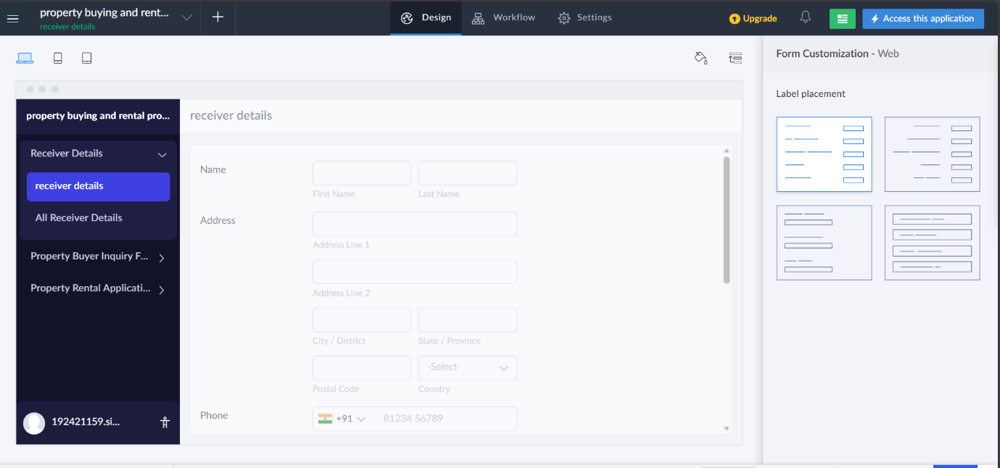 property buying and rent...
receiver details
Design
Workflow
Settings
Upgrade
Access this application
Form Customization - Web
Label placement
property buying and rental pro...
Receiver Details
receiver details
All Receiver Details
Property Buyer Inquiry F...
Property Rental Applicati...
192421159.si...
receiver details
Name
First Name
Last Name
Address
Address Line 1
Address Line 2
City / District
State / Province
-Select-
Postal Code
Country
Phone
+91
81234 56789